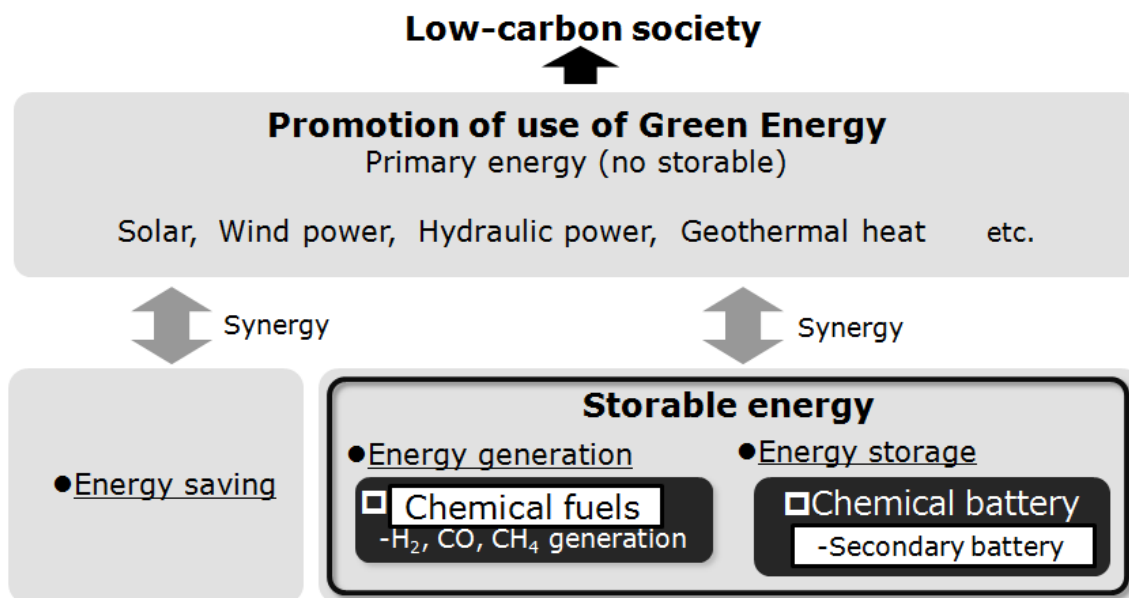 Low-carbon society
Promotion of use of Green Energy
Primary energy (no storable)
Solar, Wind power, Hydraulic power, Geothermal heat etc.
Synergy
Synergy
●Energy saving
Storable energy
●Energy generation
Chemical fuels
-H₂, CO, CH₄ generation
●Energy storage
Chemical battery
-Secondary battery